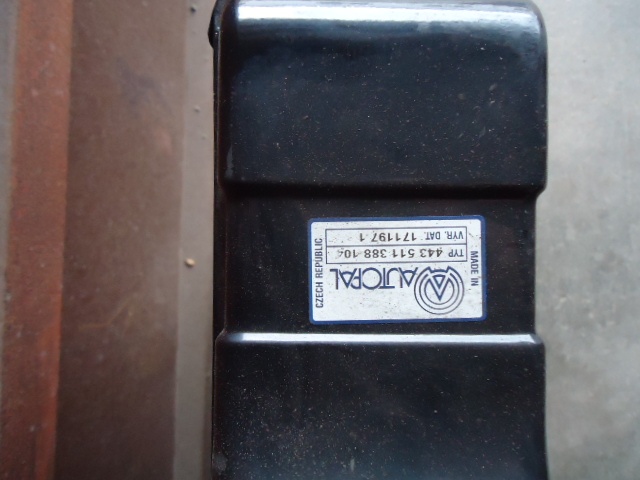 AUTOPAL
TYP 443 511 388 104
VYR. DAT. 171197 1
MADE IN
CZECH REPUBLIC